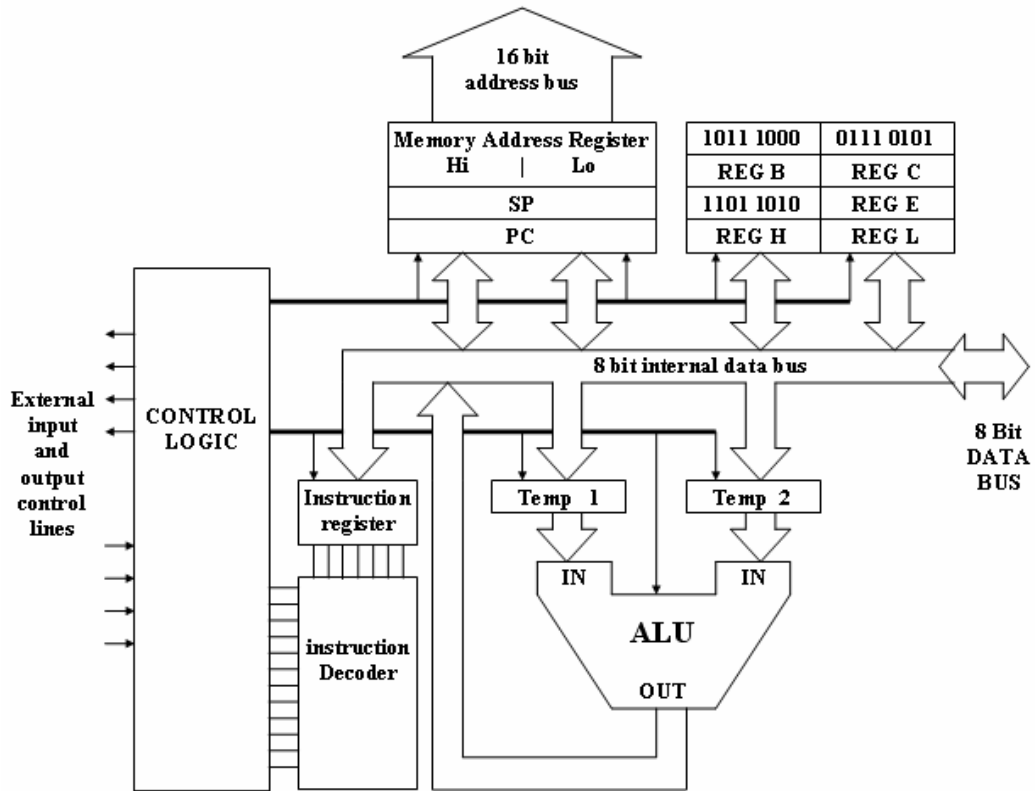 16 bit
address bus
Memory Address Register
Hi | Lo
SP
PC
1011 1000
0111 0101
REG B
REG C
1101 1010
REG E
REG H
REG L
8 bit internal data bus
External
input
and
output
control
lines
CONTROL
LOGIC
8 Bit
DATA
BUS
Instruction
register
Temp 1
Temp 2
IN
IN
ALU
OUT
instruction
Decoder